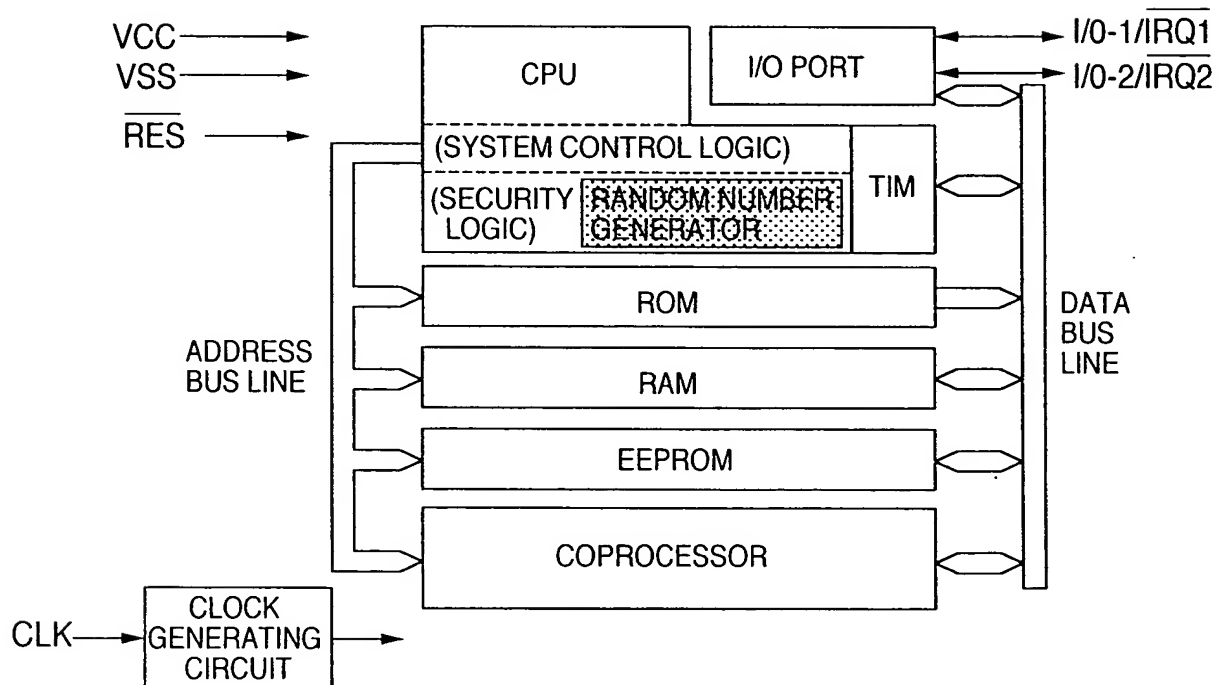 VCC
VSS
RES
CPU
I/O PORT
I/0-1/IRQ1
I/0-2/IRQ2
(SYSTEM CONTROL LOGIC)
TIM
(SECURITY
LOGIC)
RANDOM NUMBER
GENERATOR
ROM
ADDRESS
BUS LINE
RAM
DATA
BUS
LINE
EEPROM
COPROCESSOR
CLK
CLOCK
GENERATING
CIRCUIT